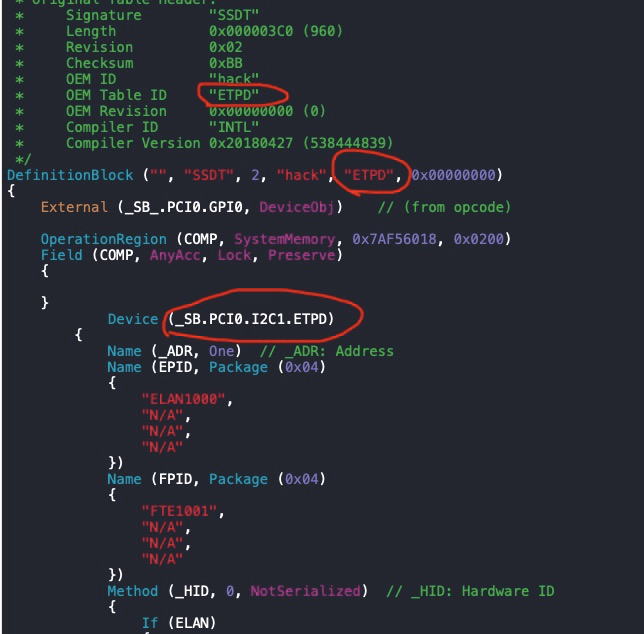 * Original Table Header:
* Signature "SSDT"
* Length 0x000003C0 (960)
* Revision 0x02
* Checksum 0xBB
* OEM ID "hack"
* OEM Table ID "ETPD"
* OEM Revision 0x00000000 (0)
* Compiler ID "INTL"
* Compiler Version 0x20180427 (538444839)
*/
DefinitionBlock ("", "SSDT", 2, "hack", "ETPD", 0x00000000)
{
External (_SB_.PCI0.GPI0, DeviceObj) // (from opcode)
OperationRegion (COMP, SystemMemory, 0x7AF56018, 0x0200)
Field (COMP, AnyAcc, Lock, Preserve)
{
}
Device (_SB.PCI0.I2C1.ETPD)
{
Name (_ADR, One) // _ADR: Address
Name (EPID, Package (0x04)
{
"ELAN1000",
"N/A",
"N/A",
"N/A"
})
Name (FPID, Package (0x04)
{
"FTE1001",
"N/A",
"N/A",
"N/A"
})
Method (_HID, 0, NotSerialized) // _HID: Hardware ID
{
If (ELAN)
{